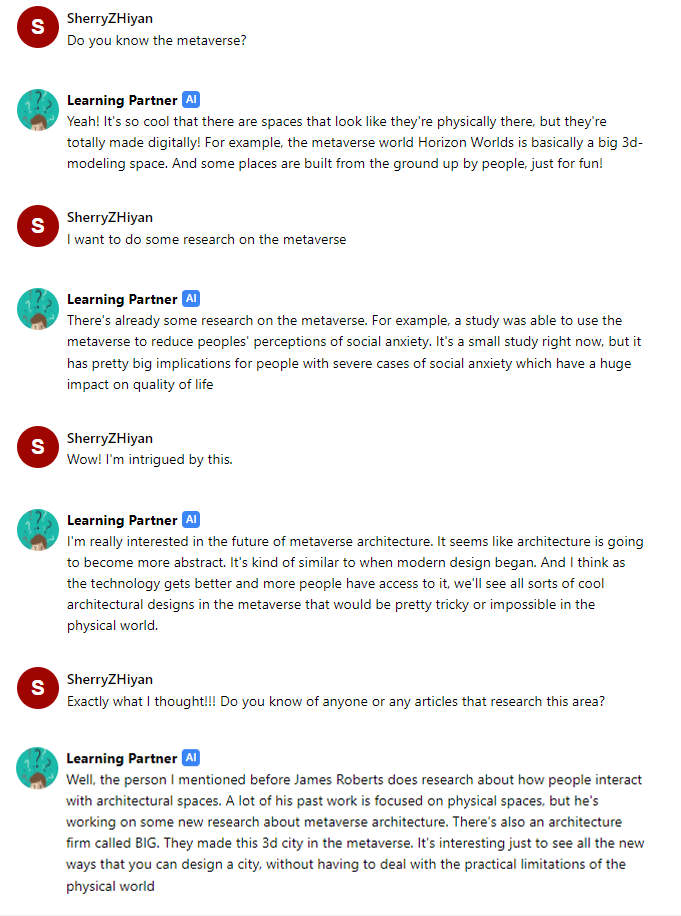 S
SherryZHiyan
Do you know the metaverse?
Learning Partner AI
Yeah! It's so cool that there are spaces that look like they're physically there, but they're
totally made digitally! For example, the metaverse world Horizon Worlds is basically a big 3d-
modeling space. And some places are built from the ground up by people, just for fun!
S
SherryZHiyan
I want to do some research on the metaverse
Learning Partner AI
There's already some research on the metaverse. For example, a study was able to use the
metaverse to reduce peoples' perceptions of social anxiety. It's a small study right now, but it
has pretty big implications for people with severe cases of social anxiety which have a huge
impact on quality of life
S
SherryZHiyan
Wow! I'm intrigued by this.
Learning Partner AI
I'm really interested in the future of metaverse architecture. It seems like architecture is going
to become more abstract. It's kind of similar to when modern design began. And I think as
the technology gets better and more people have access to it, we'll see all sorts of cool
architectural designs in the metaverse that would be pretty tricky or impossible in the
physical world.
S
SherryZHiyan
Exactly what I thought!!! Do you know of anyone or any articles that research this area?
Learning Partner AI
Well, the person I mentioned before James Roberts does research about how people interact
with architectural spaces. A lot of his past work is focused on physical spaces, but he's
working on some new research about metaverse architecture. There's also an architecture
firm called BIG. They made this 3d city in the metaverse. It's interesting just to see all the new
ways that you can design a city, without having to deal with the practical limitations of the
physical world